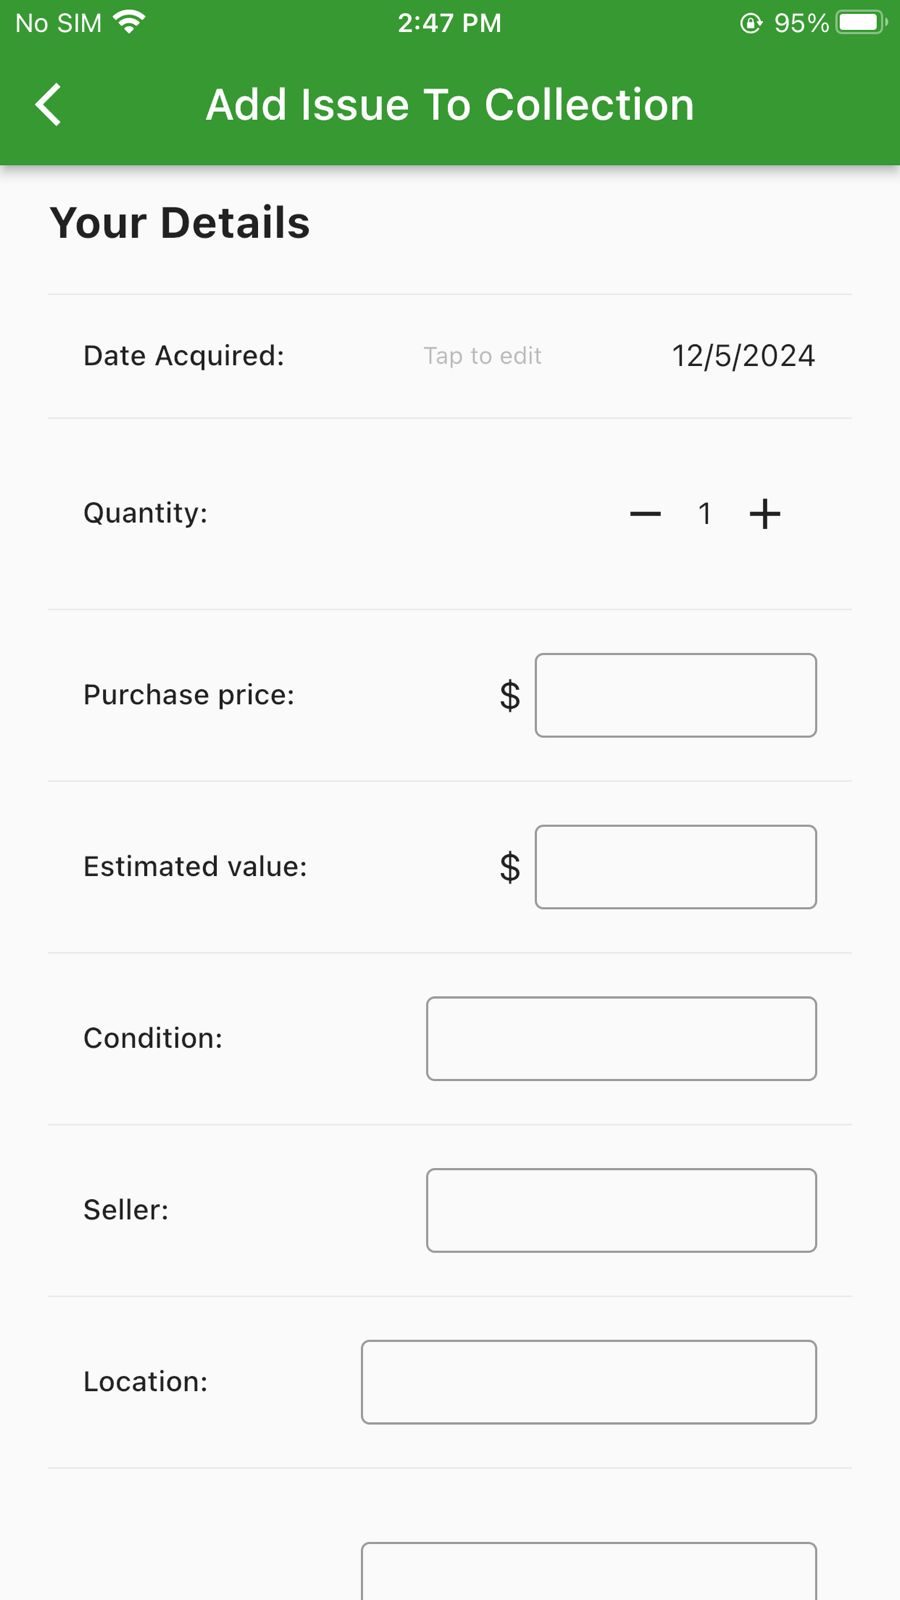 No SIM 2:47 PM 95%
Add Issue To Collection
Your Details
Date Acquired: Tap to edit 12/5/2024
Quantity: 1
Purchase price: $
Estimated value: $
Condition:
Seller:
Location: